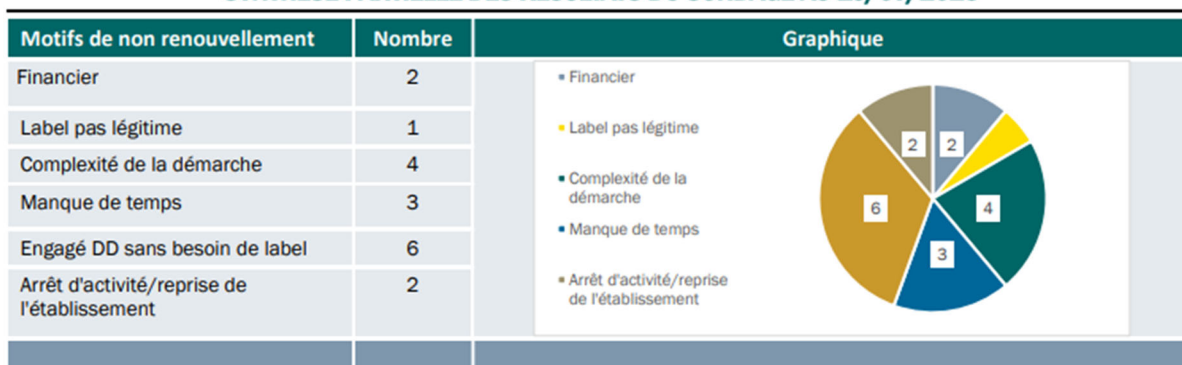 Motifs de non renouvellement Nombre Graphique
Financier 2
Label pas légitime 1
Complexité de la démarche 4
Manque de temps 3
Engagé DD sans besoin de label 6
Arrêt d'activité/reprise de
l'établissement 2
Financier
Label pas légitime
Complexité de la
démarche
Manque de temps
Arrêt d'activité/reprise
de l'établissement
2 2
6 4
3